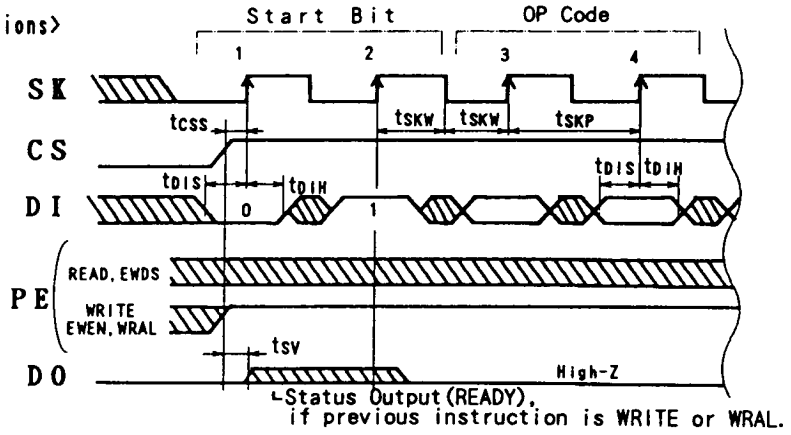 ions>
Start Bit
OP Code
1
2
3
4
SK
tSKW
tSKW
tSKP
tCSS
CS
tDIS
tDIH
tDIS
tDIH
DI
0
1
PE
READ, EWDS
WRITE
EWEN, WRAL
tSV
DO
High-Z
Status Output (READY),
if previous instruction is WRITE or WRAL.